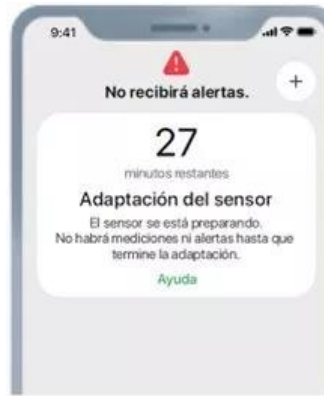 9:41
No recibirá alertas.
+
27
minutos restantes
Adaptación del sensor
El sensor se está preparando.
No habrá mediciones ni alertas hasta que
termine la adaptación.
Ayuda